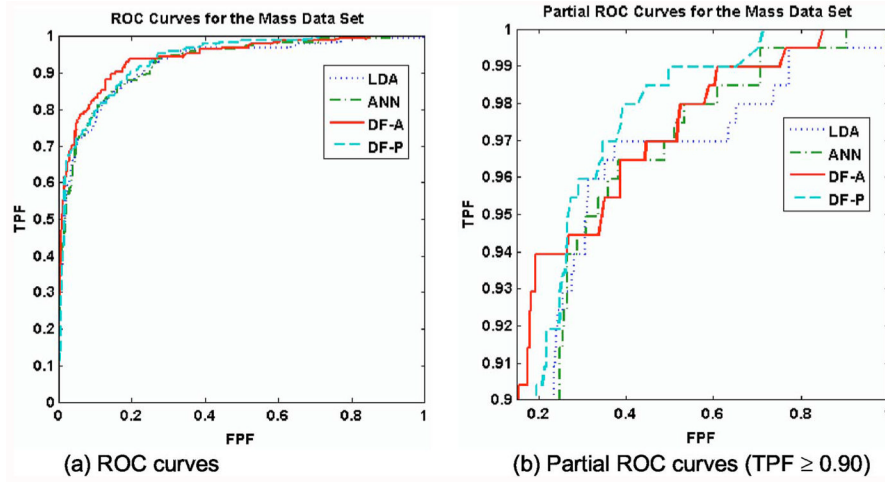 ROC Curves for the Mass Data Set
1
0.9
0.8
0.7
0.6
0.5
0.4
0.3
0.2
0.1
0
TPF
0
0.2
0.4
0.6
0.8
1
FPF
LDA
ANN
DF-A
DF-P
(a) ROC curves
Partial ROC Curves for the Mass Data Set
1
0.99
0.98
0.97
0.96
0.95
0.94
0.93
0.92
0.91
0.9
TPF
0.2
0.4
0.6
0.8
1
FPF
LDA
ANN
DF-A
DF-P
(b) Partial ROC curves (TPF ≥ 0.90)